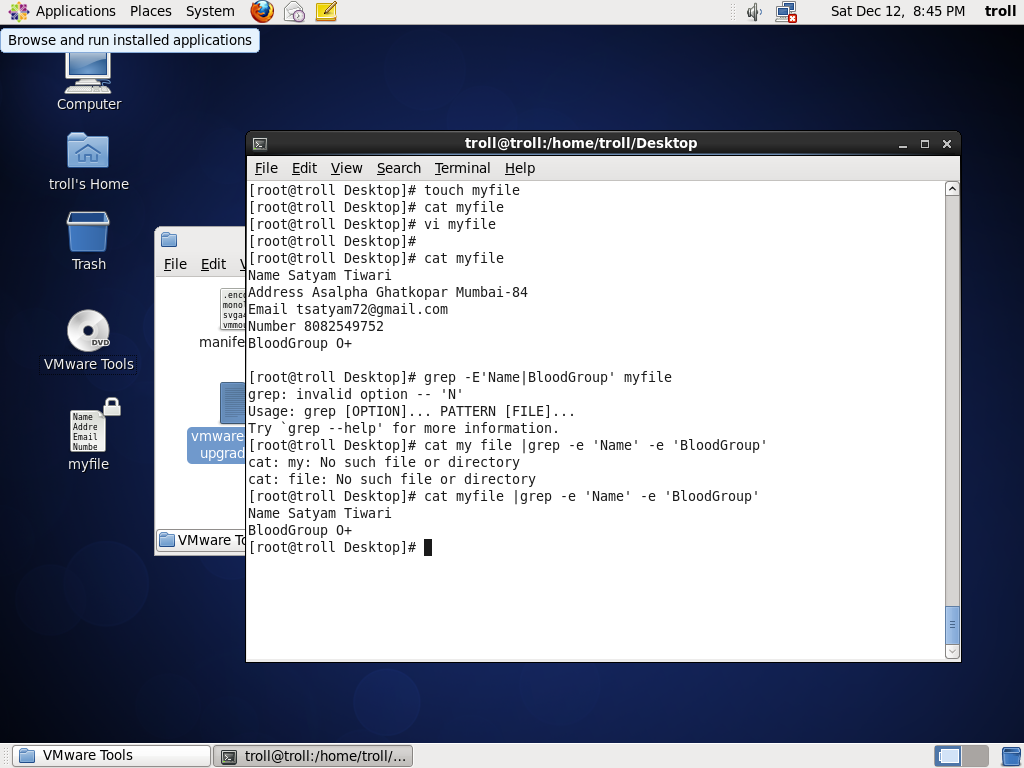 Applications Places System Sat Dec 12, 8:45 PM troll
Browse and run installed applications
Computer
troll's Home
Trash
DVD
VMware Tools
Name
Addre
Email
Numbe
myfile
File Edit
.enco
mono
svga
vmmo
manife
vmware
upgrad
VMware To
troll@troll:/home/troll/Desktop
File Edit View Search Terminal Help
[root@troll Desktop]# touch myfile
[root@troll Desktop]# cat myfile
[root@troll Desktop]# vi myfile
[root@troll Desktop]#
[root@troll Desktop]# cat myfile
Name Satyam Tiwari
Address Asalpha Ghatkopar Mumbai-84
Email tsatyam72@gmail.com
Number 8082549752
BloodGroup O+
[root@troll Desktop]# grep -E'Name|BloodGroup' myfile
grep: invalid option -- 'N'
Usage: grep [OPTION]... PATTERN [FILE]...
Try `grep --help' for more information.
[root@troll Desktop]# cat my file |grep -e 'Name' -e 'BloodGroup'
cat: my: No such file or directory
cat: file: No such file or directory
[root@troll Desktop]# cat myfile |grep -e 'Name' -e 'BloodGroup'
Name Satyam Tiwari
BloodGroup O+
[root@troll Desktop]#
VMware Tools
troll@troll:/home/troll/...